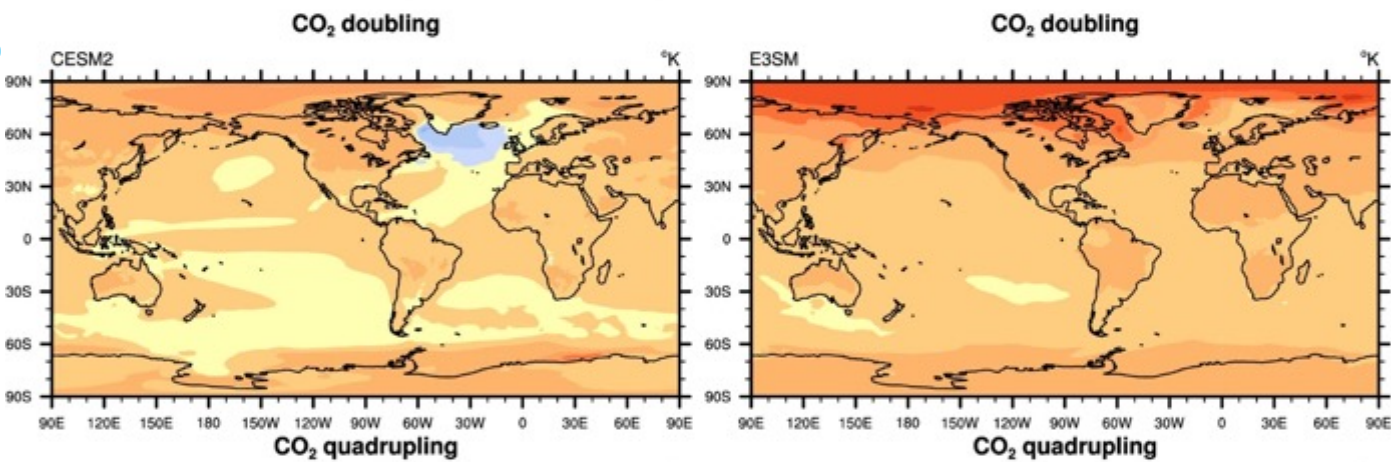 CO₂ doubling CO₂ doubling
CESM2 °K E3SM °K
90N 90N
60N 60N
30N 30N
0 0
30S 30S
60S 60S
90S 90S
90E 120E 150E 180 150W 120W 90W 60W 30W 0 30E 60E 90E 90E 120E 150E 180 150W 120W 90W 60W 30W 0 30E 60E 90E
CO₂ quadrupling CO₂ quadrupling